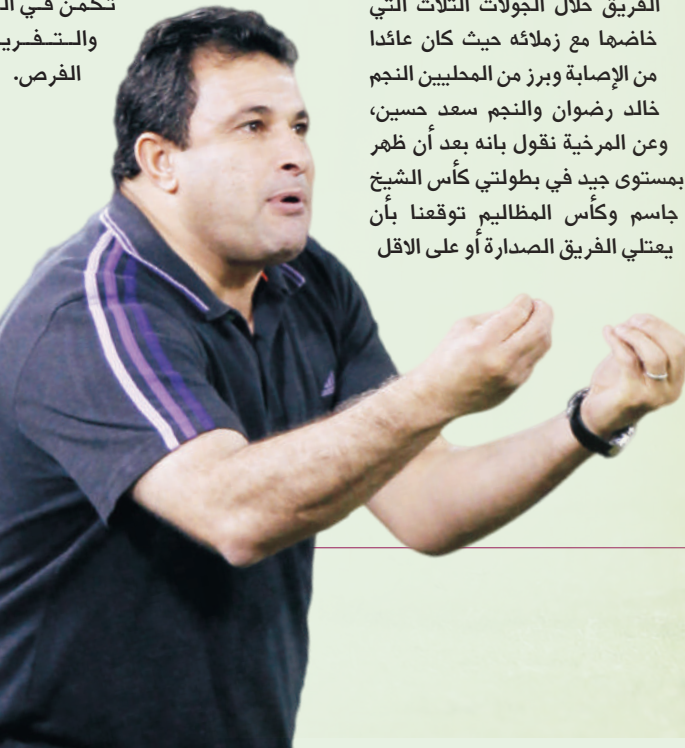 الفريق خلال الجولات الثلاث التي
خاضها مع زملائه حيث كان عائدا
من الإصابة وبرز من المحليين النجم
خالد رضوان والنجم سعد حسين،
وعن المرخية نقول بانه بعد أن ظهر
بمستوى جيد في بطولتي كأس الشيخ
جاسم وكأس المظاليم توقعنا بأن
يعتلي الفريق الصدارة أو على الاقل
تكمن في
الفرص.